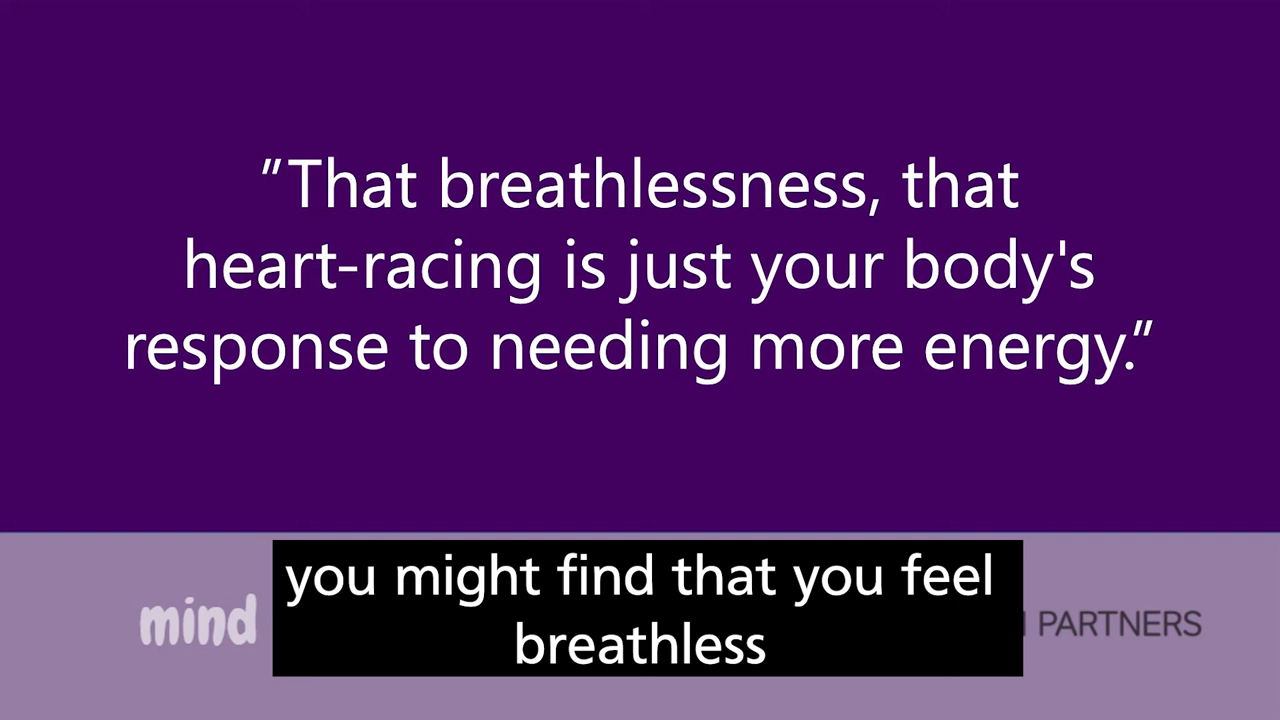 "That breathlessness, that
heart-racing is just your body's
response to needing more energy."
you might find that you feel
breathless
mind
PARTNERS